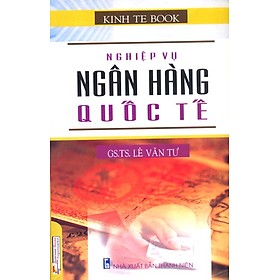 KINH TE BOOK
NGHIỆP VỤ
NGÂN HÀNG
QUỐC TẾ
GS.TS. LÊ VĂN TƯ
NHÀ XUẤT BẢN THANH NIÊN